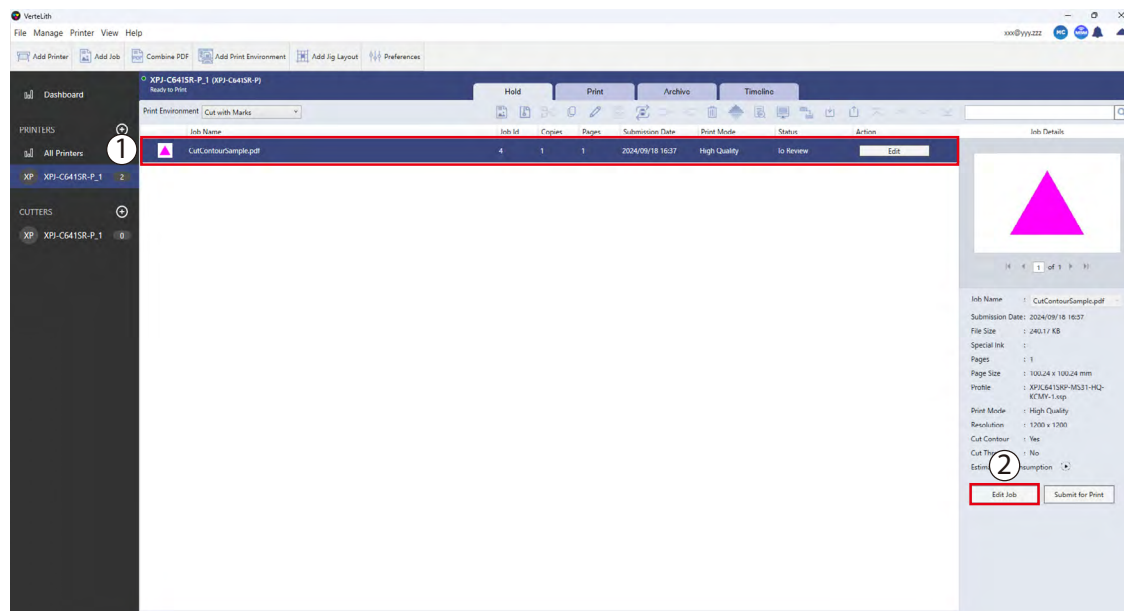 VerteLith
File Manage Printer View Help
xxx@yyy.zzz MC
Add Printer Add Job Combine PDF Add Print Environment Add Jig Layout Preferences
Dashboard
PRINTERS
All Printers
XP XPJ-C641SR-P_1 2
CUTTERS
XP XPJ-C641SR-P_1 0
XPJ-C641SR-P_1 (XPJ-C641SR-P)
Ready to Print
Hold Print Archive Timeline
Print Environment Cut with Marks
Job Name Job Id Copies Pages Submission Date Print Mode Status Action
1
CutContourSample.pdf 4 1 1 2024/09/18 16:37 High Quality To Review Edit
Job Details
1 of 1
Job Name : CutContourSample.pdf
Submission Date : 2024/09/18 16:37
File Size : 240.17 KB
Special Ink :
Pages : 1
Page Size : 100.24 x 100.24 mm
Profile : XPJC641SRP-MS31-HQ-
KCMY-1.ssp
Print Mode : High Quality
Resolution : 1200 x 1200
Cut Contour : Yes
Cut : No
2
Edit Job Submit for Print